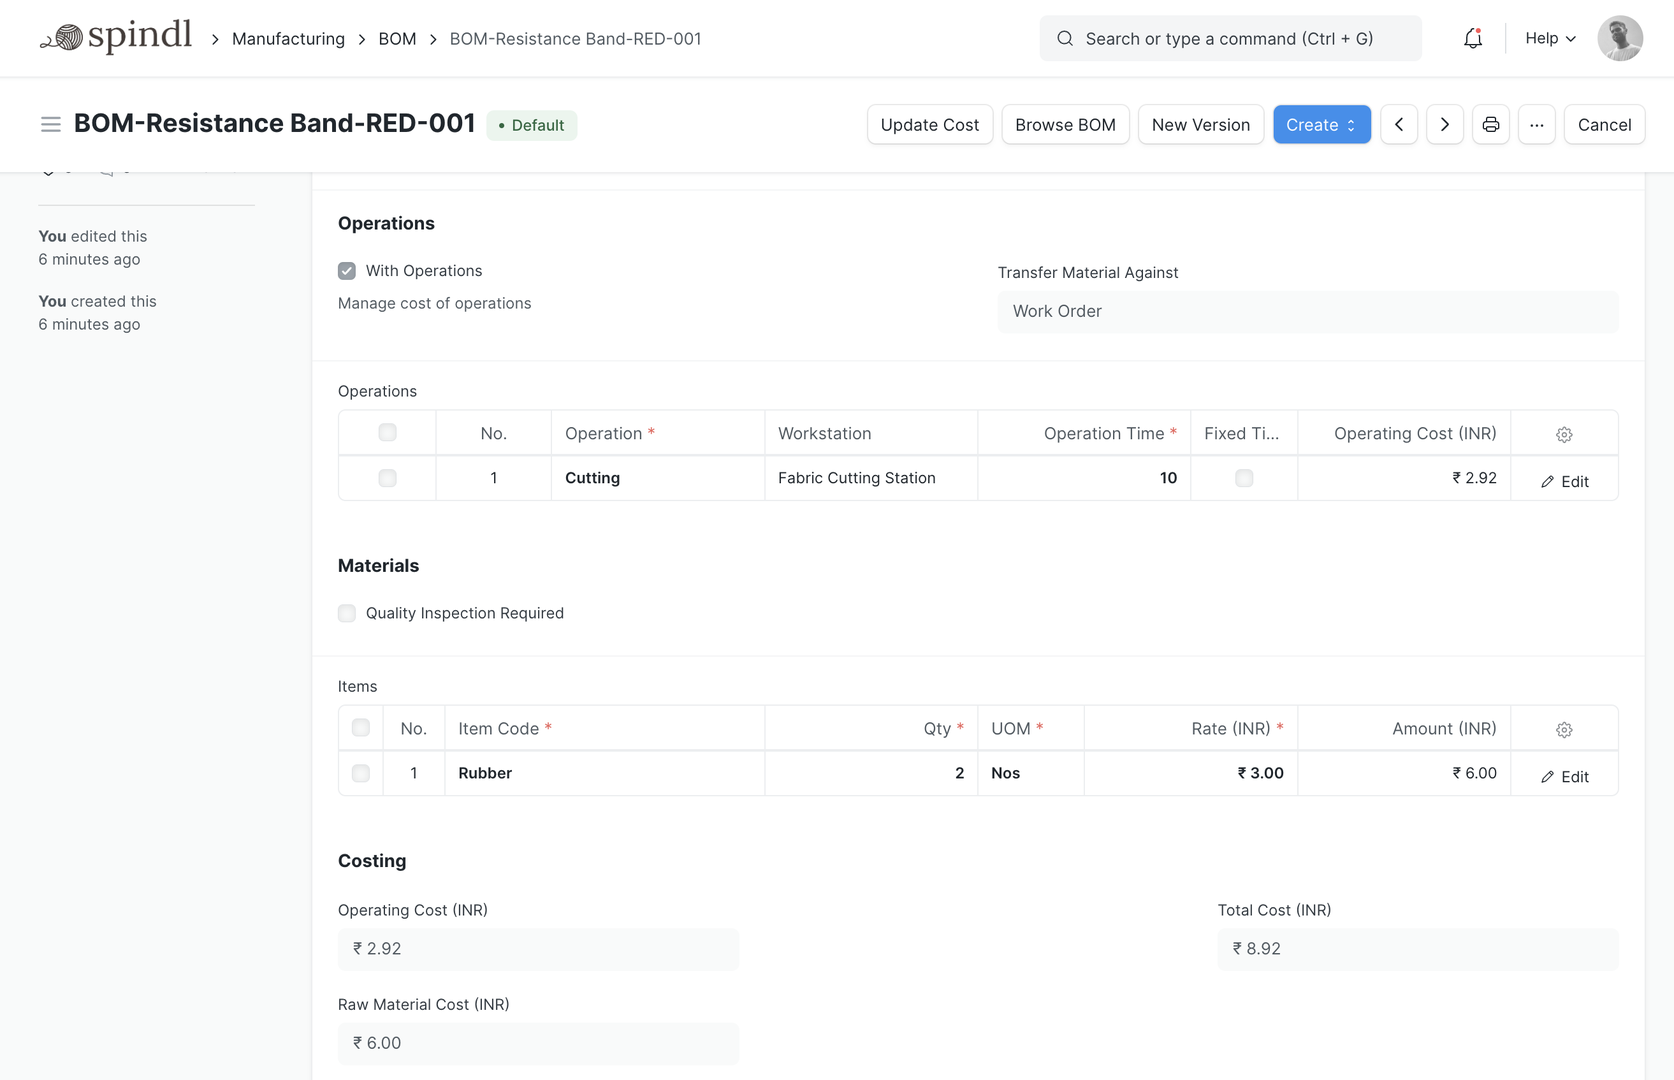 spindl > Manufacturing > BOM > BOM-Resistance Band-RED-001
Search or type a command (Ctrl + G)
Help
BOM-Resistance Band-RED-001
• Default
Update Cost
Browse BOM
New Version
Create
...
Cancel
You edited this
6 minutes ago
You created this
6 minutes ago
Operations
With Operations
Manage cost of operations
Transfer Material Against
Work Order
Operations
No. Operation * Workstation Operation Time * Fixed Ti... Operating Cost (INR)
1 Cutting Fabric Cutting Station 10 ₹ 2.92 Edit
Materials
Quality Inspection Required
Items
No. Item Code * Qty * UOM * Rate (INR) * Amount (INR)
1 Rubber 2 Nos ₹ 3.00 ₹ 6.00 Edit
Costing
Operating Cost (INR)
₹ 2.92
Total Cost (INR)
₹ 8.92
Raw Material Cost (INR)
₹ 6.00